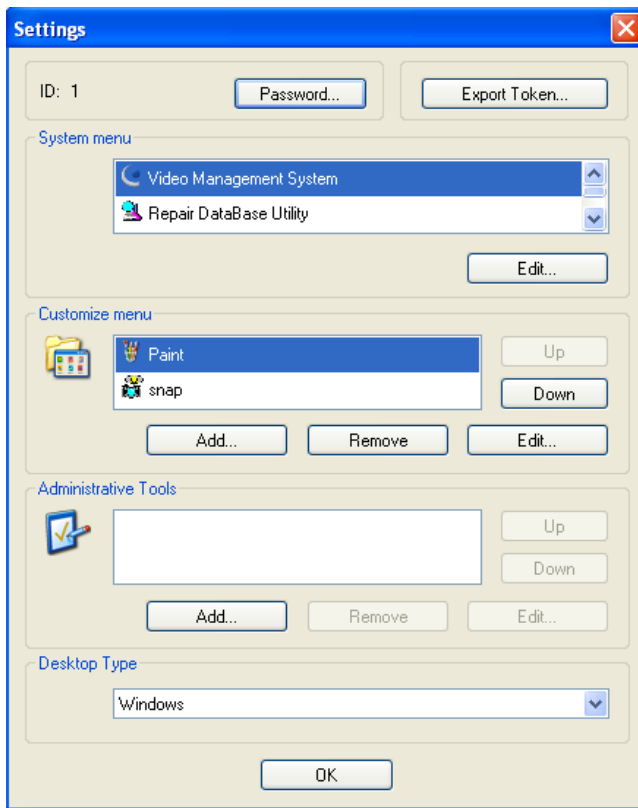 Settings
ID: 1
Password...
Export Token...
System menu
Video Management System
Repair DataBase Utility
Edit...
Customize menu
Paint
Up
snap
Down
Add...
Remove
Edit...
Administrative Tools
Up
Down
Add...
Remove
Edit...
Desktop Type
Windows
OK